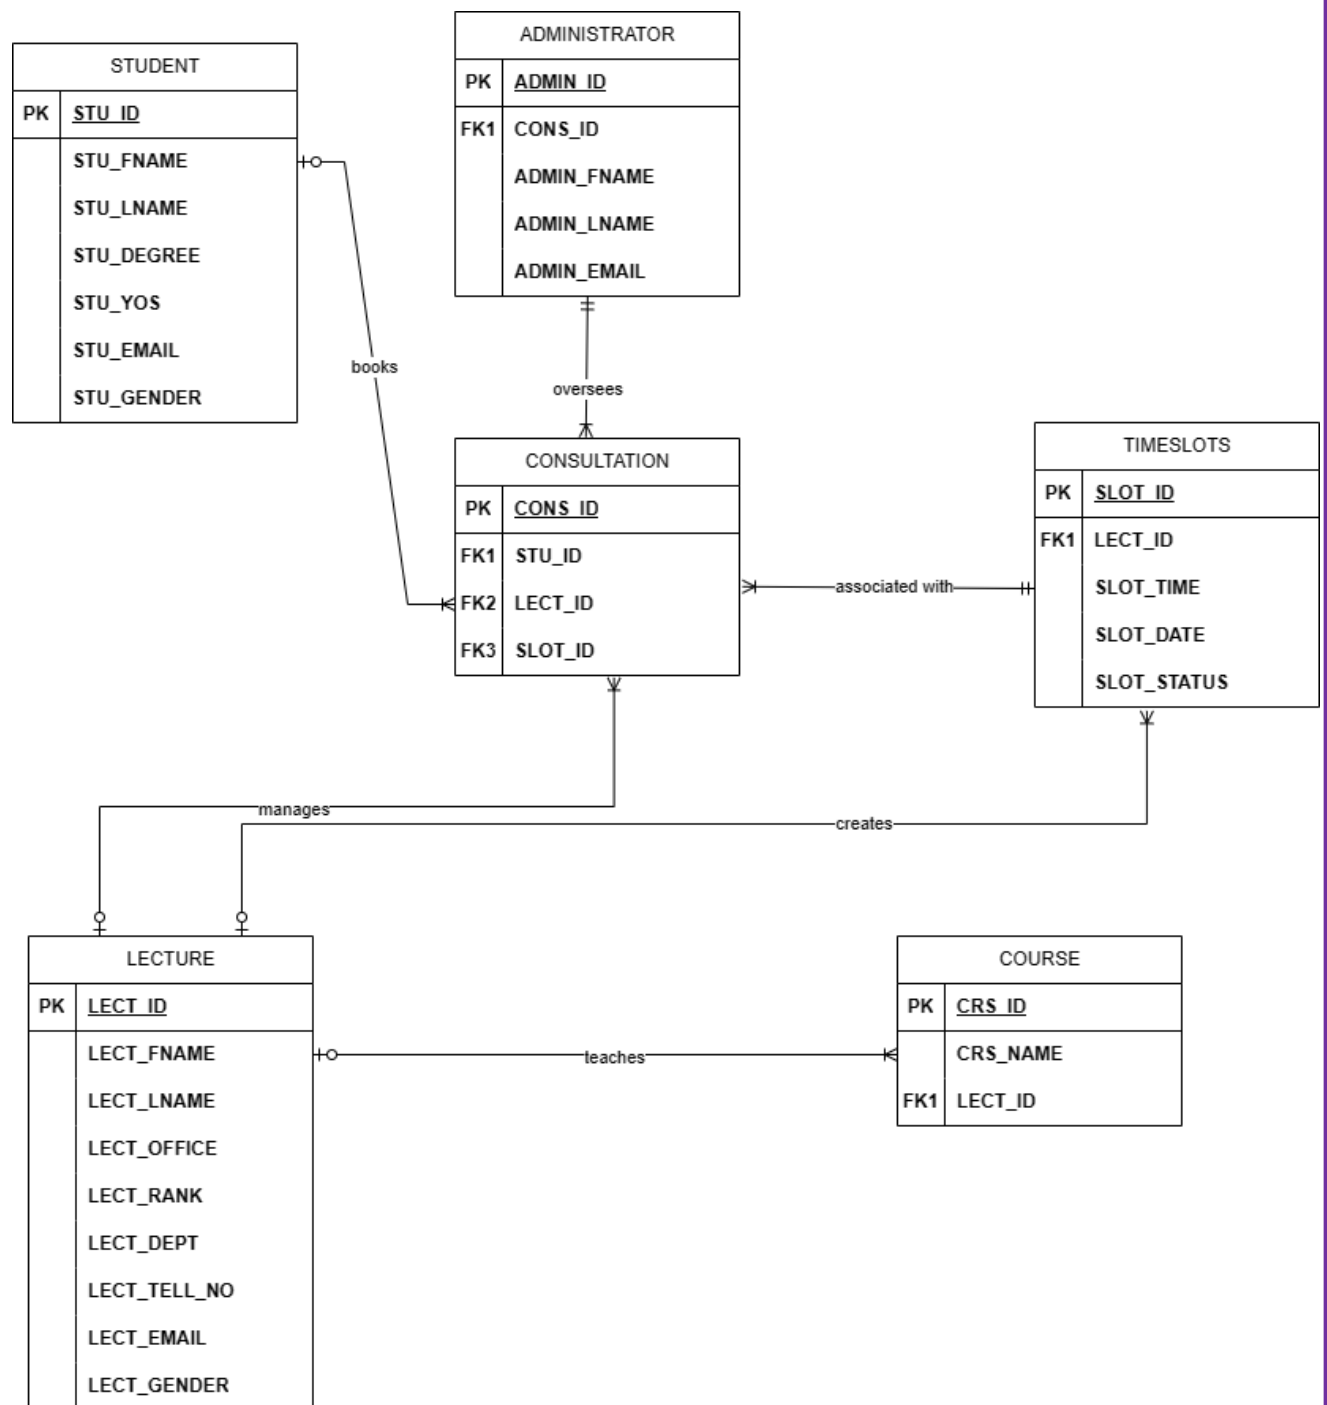 STUDENT
PK STU_ID
STU_FNAME
STU_LNAME
STU_DEGREE
STU_YOS
STU_EMAIL
STU_GENDER
ADMINISTRATOR
PK ADMIN_ID
FK1 CONS_ID
ADMIN_FNAME
ADMIN_LNAME
ADMIN_EMAIL
books
oversees
CONSULTATION
PK CONS_ID
FK1 STU_ID
FK2 LECT_ID
FK3 SLOT_ID
associated with
TIMESLOTS
PK SLOT_ID
FK1 LECT_ID
SLOT_TIME
SLOT_DATE
SLOT_STATUS
manages
creates
LECTURE
PK LECT_ID
LECT_FNAME
LECT_LNAME
LECT_OFFICE
LECT_RANK
LECT_DEPT
LECT_TELL_NO
LECT_EMAIL
LECT_GENDER
teaches
COURSE
PK CRS_ID
CRS_NAME
FK1 LECT_ID